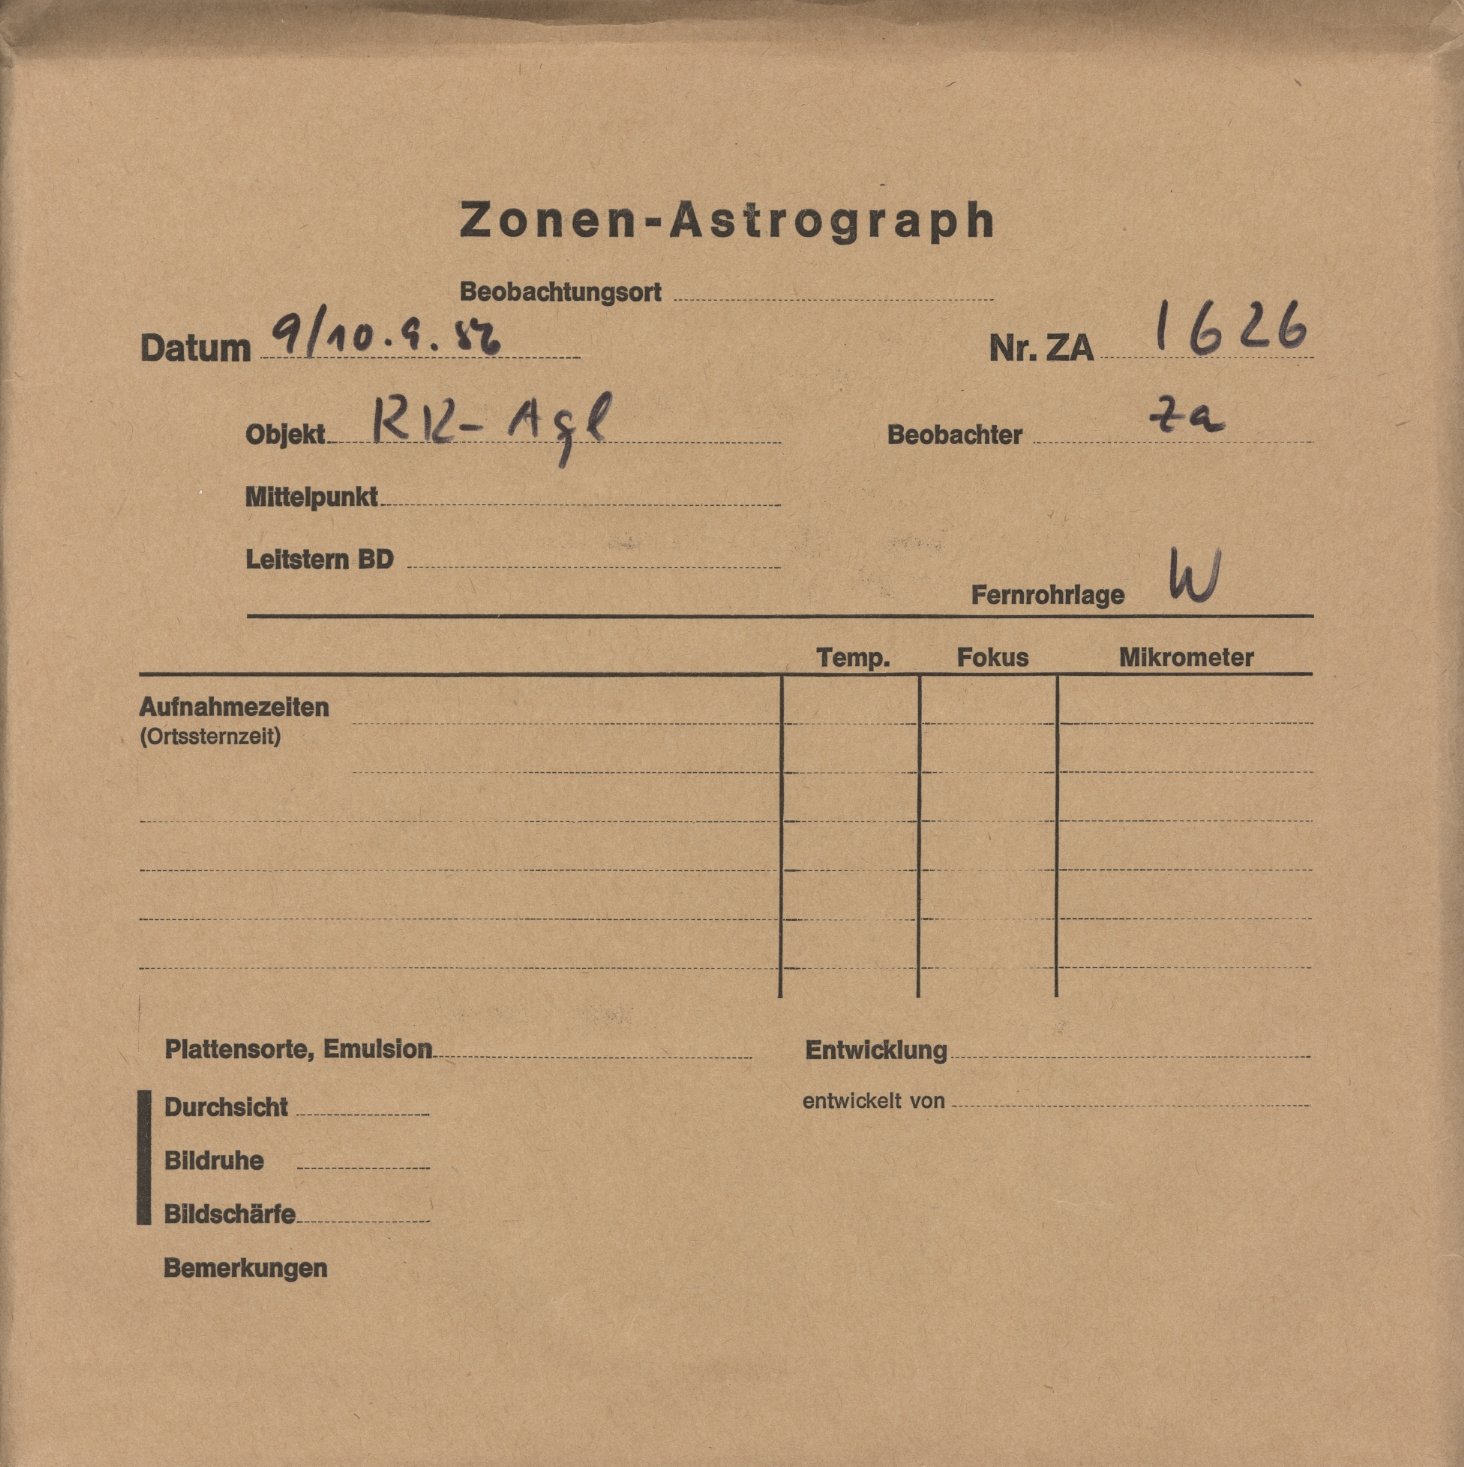 Zonen-Astrograph
Beobachtungsort
Datum 9/10.9.86
Nr. ZA 1626
Objekt RR-Aql
Beobachter Za
Mittelpunkt
Leitstern BD
Fernrohrlage W
Temp. Fokus Mikrometer
Aufnahmezeiten
(Ortssternzeit)
Plattensorte, Emulsion
Entwicklung
Durchsicht
entwickelt von
Bildruhe
Bildschärfe
Bemerkungen